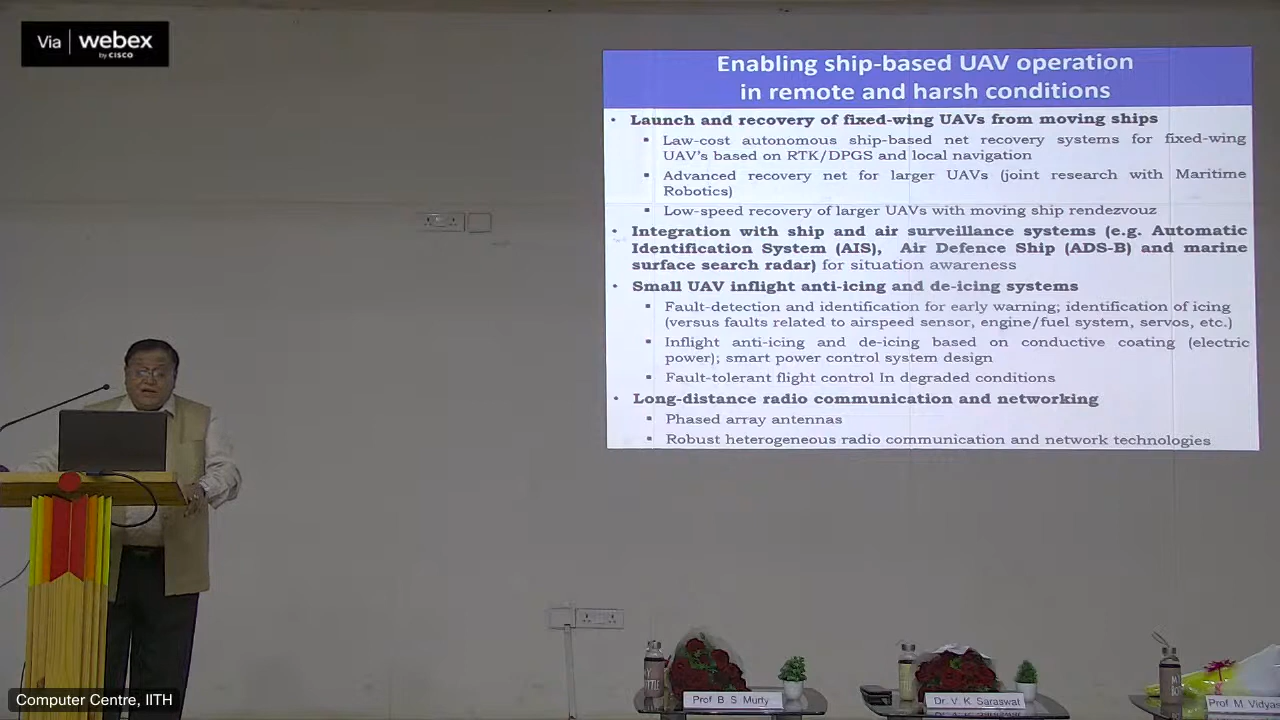 Via webex
by CISCO
Enabling ship-based UAV operation
in remote and harsh conditions
• Launch and recovery of fixed-wing UAVs from moving ships
▪ Law-cost autonomous ship-based net recovery systems for fixed-wing
UAV's based on RTK/DPGS and local navigation
▪ Advanced recovery net for larger UAVs (joint research with Maritime
Robotics)
▪ Low-speed recovery of larger UAVs with moving ship rendezvouz
• Integration with ship and air surveillance systems (e.g. Automatic
Identification System (AIS), Air Defence Ship (ADS-B) and marine
surface search radar) for situation awareness
• Small UAV inflight anti-icing and de-icing systems
▪ Fault-detection and identification for early warning; identification of icing
(versus faults related to airspeed sensor, engine/fuel system, servos, etc.)
▪ Inflight anti-icing and de-icing based on conductive coating (electric
power); smart power control system design
▪ Fault-tolerant flight control In degraded conditions
• Long-distance radio communication and networking
▪ Phased array antennas
▪ Robust heterogeneous radio communication and network technologies
Prof B S Murty
Dr. V. K. Saraswat
Prof M Vidyas
Computer Centre, IITH